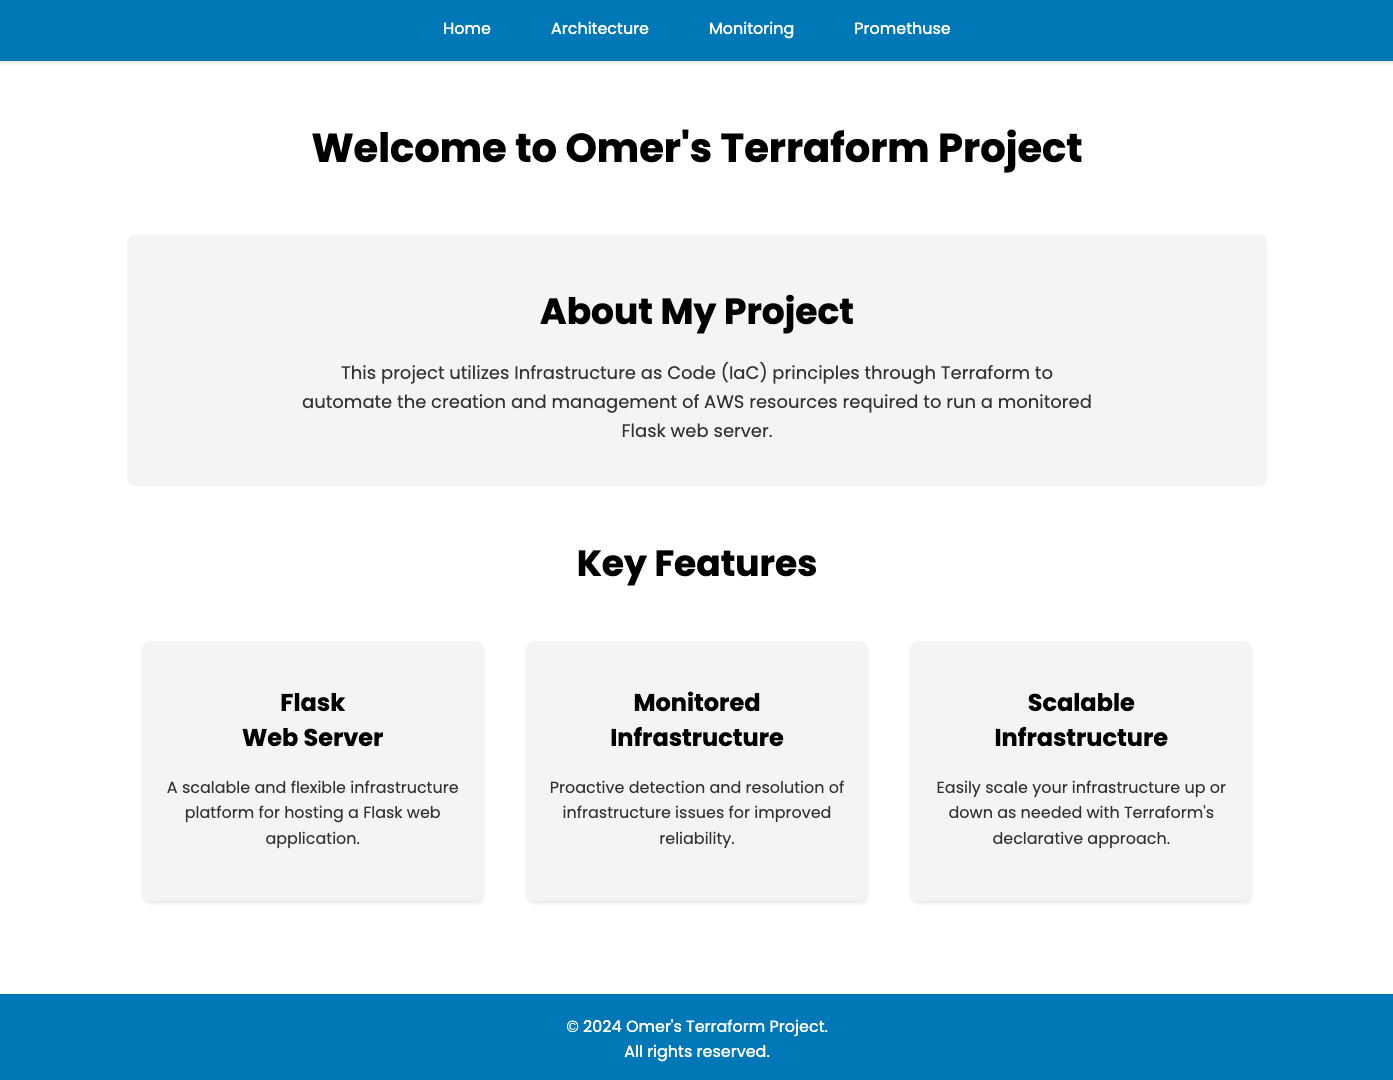 Home Architecture Monitoring Promethuse
Welcome to Omer's Terraform Project
About My Project
This project utilizes Infrastructure as Code (IaC) principles through Terraform to
automate the creation and management of AWS resources required to run a monitored
Flask web server.
Key Features
Flask
Web Server
A scalable and flexible infrastructure
platform for hosting a Flask web
application.
Monitored
Infrastructure
Proactive detection and resolution of
infrastructure issues for improved
reliability.
Scalable
Infrastructure
Easily scale your infrastructure up or
down as needed with Terraform's
declarative approach.
© 2024 Omer's Terraform Project.
All rights reserved.